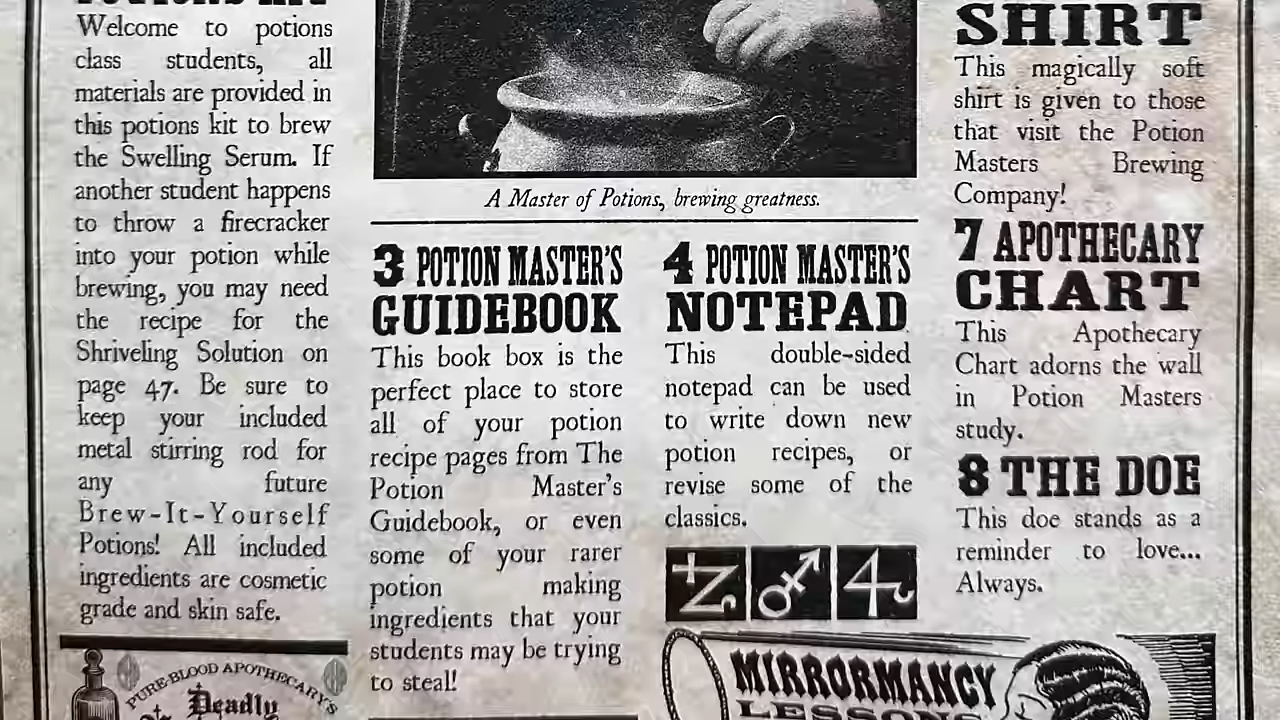 POTIONS KIT
Welcome to potions
class students, all
materials are provided in
this potions kit to brew
the Swelling Serum. If
another student happens
to throw a firecracker
into your potion while
brewing, you may need
the recipe for the
Shriveling Solution on
page 47. Be sure to
keep your included
metal stirring rod for
any future
Brew-It-Yourself
Potions! All included
ingredients are cosmetic
grade and skin safe.
PURE-BLOOD APOTHECARY'S
Deadly
A Master of Potions, brewing greatness.
3 POTION MASTER'S
GUIDEBOOK
This book box is the
perfect place to store
all of your potion
recipe pages from The
Potion Master's
Guidebook, or even
some of your rarer
potion making
ingredients that your
students may be trying
to steal!
4 POTION MASTER'S
NOTEPAD
This double-sided
notepad can be used
to write down new
potion recipes, or
revise some of the
classics.
MIRRORMANCY
LESSONS
SHIRT
This magically soft
shirt is given to those
that visit the Potion
Masters Brewing
Company!
7 APOTHECARY
CHART
This Apothecary
Chart adorns the wall
in Potion Masters
study.
8 THE DOE
This doe stands as a
reminder to love...
Always.